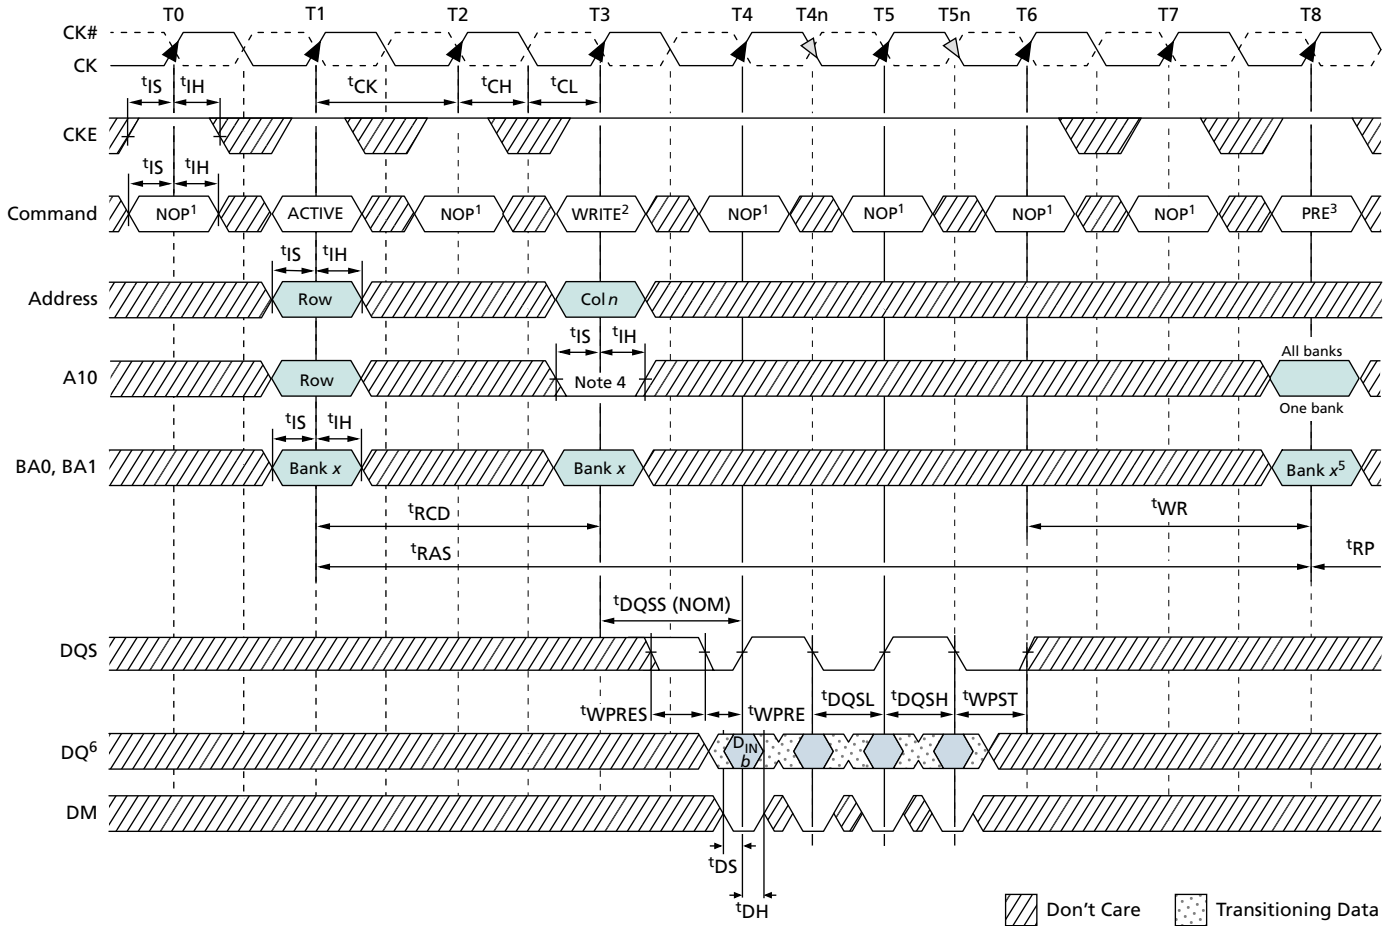 T0 T1 T2 T3 T4 T4n T5 T5n T6 T7 T8
CK#
CK
tIS tIH tCK tCH tCL
CKE
tIS tIH
Command NOP1 ACTIVE NOP1 WRITE2 NOP1 NOP1 NOP1 NOP1 PRE3
tIS tIH
Address Row Col n
tIS tIH
All banks
A10 Row Note 4
One bank
tIS tIH
BA0, BA1 Bank x Bank x Bank x5
tRCD tWR
tRAS tRP
tDQSS (NOM)
DQS
tWPRES tWPRE tDQSL tDQSH tWPST
DQ6 DIN
b
DM
tDS
tDH
Don't Care Transitioning Data